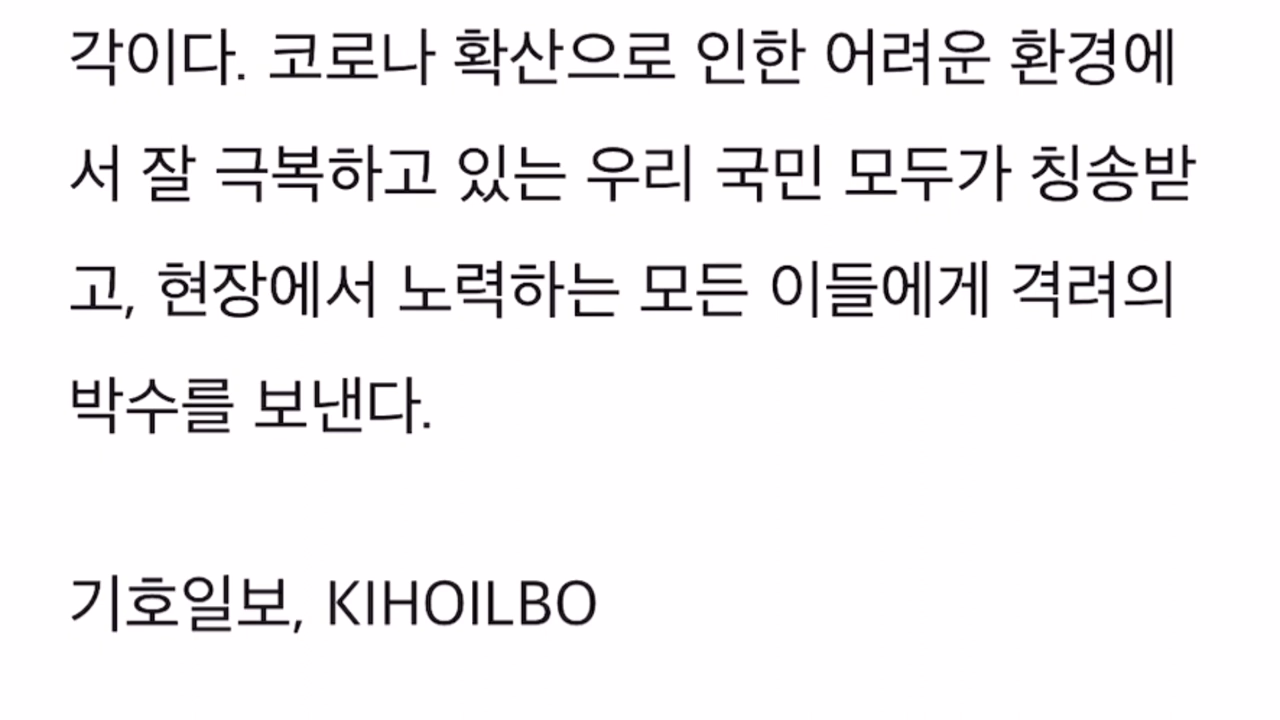 각이다. 코로나 확산으로 인한 어려운 환경에
서 잘 극복하고 있는 우리 국민 모두가 칭송받
고, 현장에서 노력하는 모든 이들에게 격려의
박수를 보낸다.
기호일보, KIHOILBO